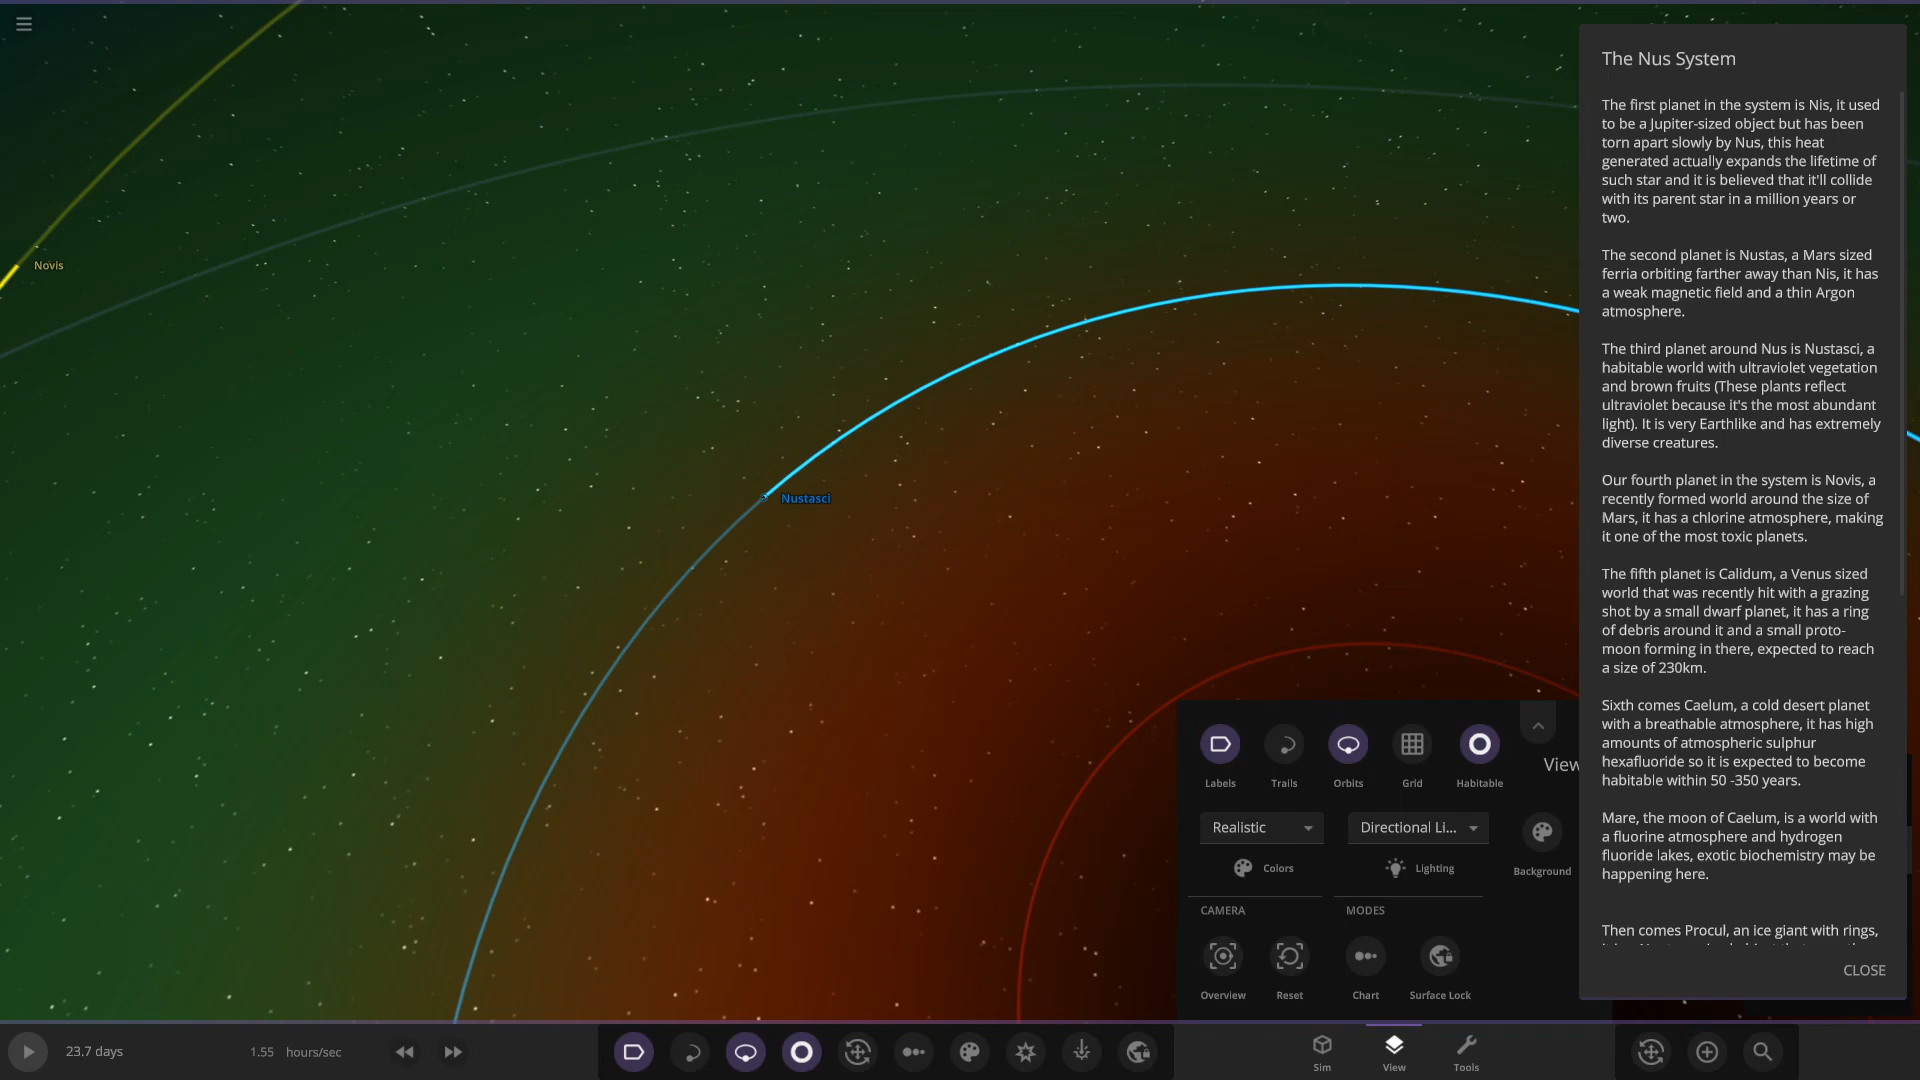 The Nus System
The first planet in the system is Nis, it used
to be a Jupiter-sized object but has been
torn apart slowly by Nus, this heat
generated actually expands the lifetime of
such star and it is believed that it'll collide
with its parent star in a million years or
two.
The second planet is Nustas, a Mars sized
ferria orbiting farther away than Nis, it has
a weak magnetic field and a thin Argon
atmosphere.
The third planet around Nus is Nustasci, a
habitable world with ultraviolet vegetation
and brown fruits (These plants reflect
ultraviolet because it's the most abundant
light). It is very Earthlike and has extremely
diverse creatures.
Our fourth planet in the system is Novis, a
recently formed world around the size of
Mars, it has a chlorine atmosphere, making
it one of the most toxic planets.
The fifth planet is Calidum, a Venus sized
world that was recently hit with a grazing
shot by a small dwarf planet, it has a ring
of debris around it and a small proto-
moon forming in there, expected to reach
a size of 230km.
Sixth comes Caelum, a cold desert planet
with a breathable atmosphere, it has high
amounts of atmospheric sulphur
hexafluoride so it is expected to become
habitable within 50 -350 years.
Mare, the moon of Caelum, is a world with
a fluorine atmosphere and hydrogen
fluoride lakes, exotic biochemistry may be
happening here.
Then comes Procul, an ice giant with rings,
CLOSE
Novis
Nustasci
Labels
Trails
Orbits
Grid
Habitable
View
Realistic
Directional Li...
Colors
Lighting
Background
CAMERA
MODES
Overview
Reset
Chart
Surface Lock
23.7 days
1.55 hours/sec
Sim
View
Tools